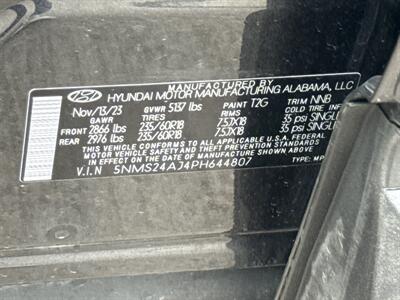 MANUFACTURED BY
HYUNDAI MOTOR MANUFACTURING ALABAMA, LLC
Nov/13/23 GVWR 5137 lbs PAINT T2G TRIM NNB
GAWR TIRES RIMS COLD TIRE INF
FRONT 2866 lbs 235/60R18 7.5JX18 35 psi SINGL
REAR 2976 lbs 235/60R18 7.5JX18 35 psi SINGL
THIS VEHICLE CONFORMS TO ALL APPLICABLE U.S.A. FEDERAL
MOTOR VEHICLE SAFETY AND THEFT PREVENTION STANDARDS
IN EFFECT ON THE DATE OF MANUFACTURE SHOWN ABOVE.
V.I.N 5NMS24AJ4PH644807 TYPE: MP